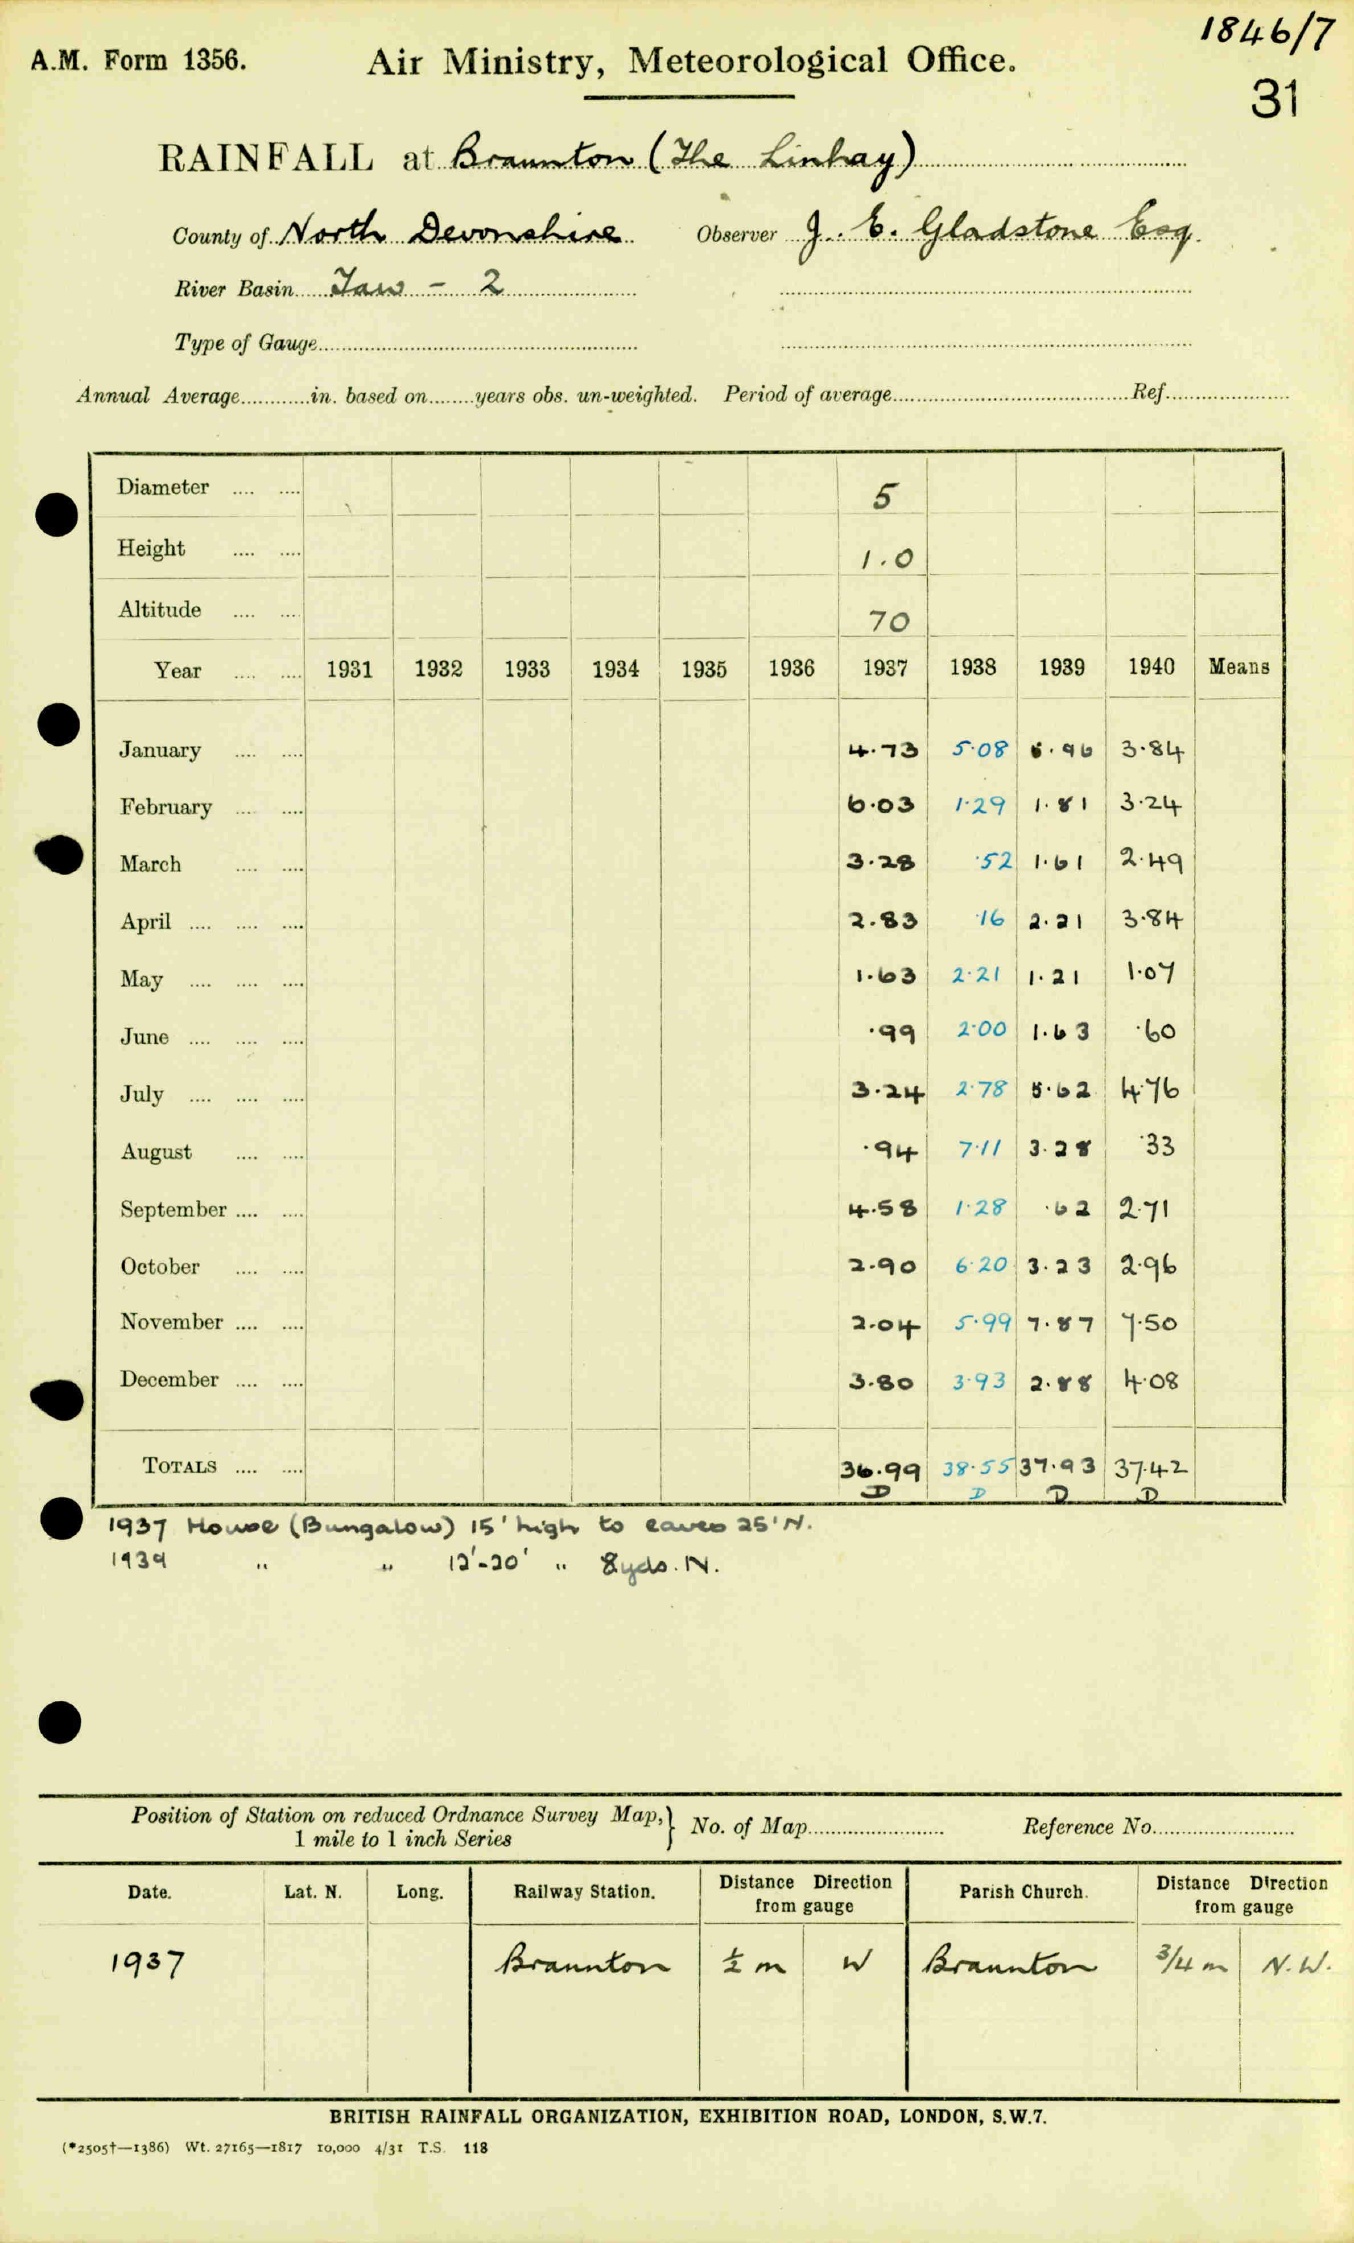 1846/7
A.M. Form 1356. Air Ministry, Meteorological Office.
31
RAINFALL at Braunton (The Linhay)
County of North Devonshire Observer J. E. Gladstone Esq.
River Basin Taw - 2
Type of Gauge
Annual Average in. based on years obs. un-weighted. Period of average Ref.
Diameter 5
Height 1.0
Altitude 70
Year 1931 1932 1933 1934 1935 1936 1937 1938 1939 1940 Means
January 4.73 5.08 5.96 3.84
February 6.03 1.29 1.81 3.24
March 3.28 .52 1.61 2.49
April 2.83 .16 2.21 3.84
May 1.63 2.21 1.21 1.07
June .99 2.00 1.63 .60
July 3.24 2.78 5.62 4.76
August .94 7.11 3.28 .33
September 4.58 1.28 .62 2.71
October 2.90 6.20 3.23 2.96
November 2.04 5.99 7.87 7.50
December 3.80 3.93 2.88 4.08
TOTALS 36.99 38.55 37.93 37.42
D D D D
1937 House (Bungalow) 15' high to eaves 25' N.
1939 " " 12'-20' " 8yds. N.
Position of Station on reduced Ordnance Survey Map, } No. of Map Reference No.
1 mile to 1 inch Series
Date. Lat. N. Long. Railway Station. Distance Direction from gauge Parish Church. Distance Direction from gauge
1937 Braunton ½ m W Braunton 3/4 m N.W.
BRITISH RAINFALL ORGANIZATION, EXHIBITION ROAD, LONDON, S.W.7.
(*2505†—1386) Wt. 27165—1817 10,000 4/31 T.S. 118